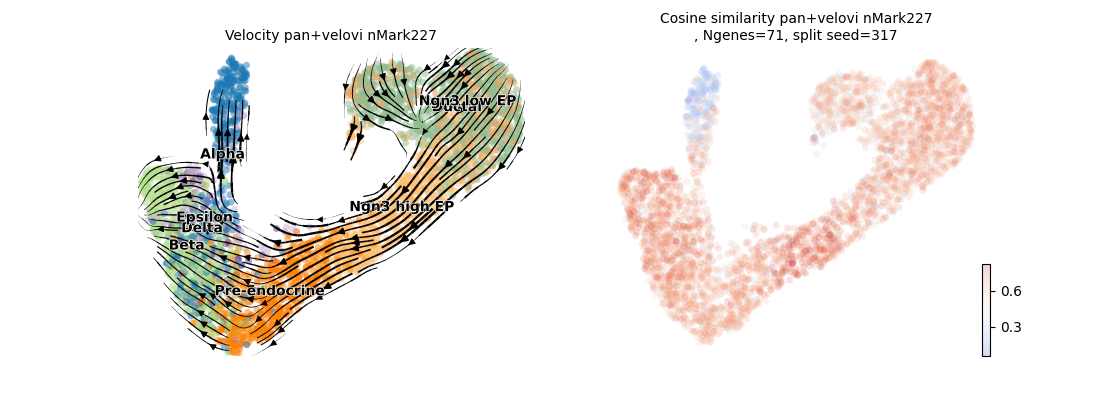 Velocity pan+velovi nMark227
Cosine similarity pan+velovi nMark227
, Ngenes=71, split seed=317
Ngn3 low EP
Ductal
Alpha
Ngn3 high EP
Epsilon
Delta
Beta
Pre-endocrine
0.6
0.3